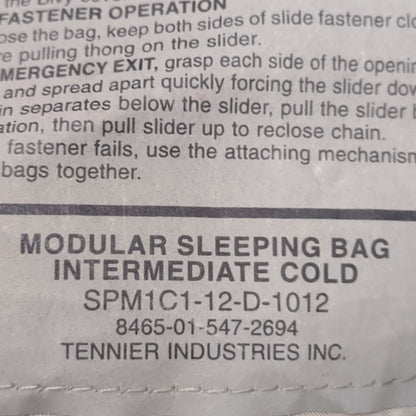 FASTENER OPERATION
ose the bag, keep both sides of slide fastener clo
re pulling thong on the slider.
MERGENCY EXIT, grasp each side of the openin
and spread apart quickly forcing the slider dow
in separates below the slider, pull the slider b
ation, then pull slider up to reclose chain.
fastener fails, use the attaching mechanism
bags together.
MODULAR SLEEPING BAG
INTERMEDIATE COLD
SPM1C1-12-D-1012
8465-01-547-2694
TENNIER INDUSTRIES INC.